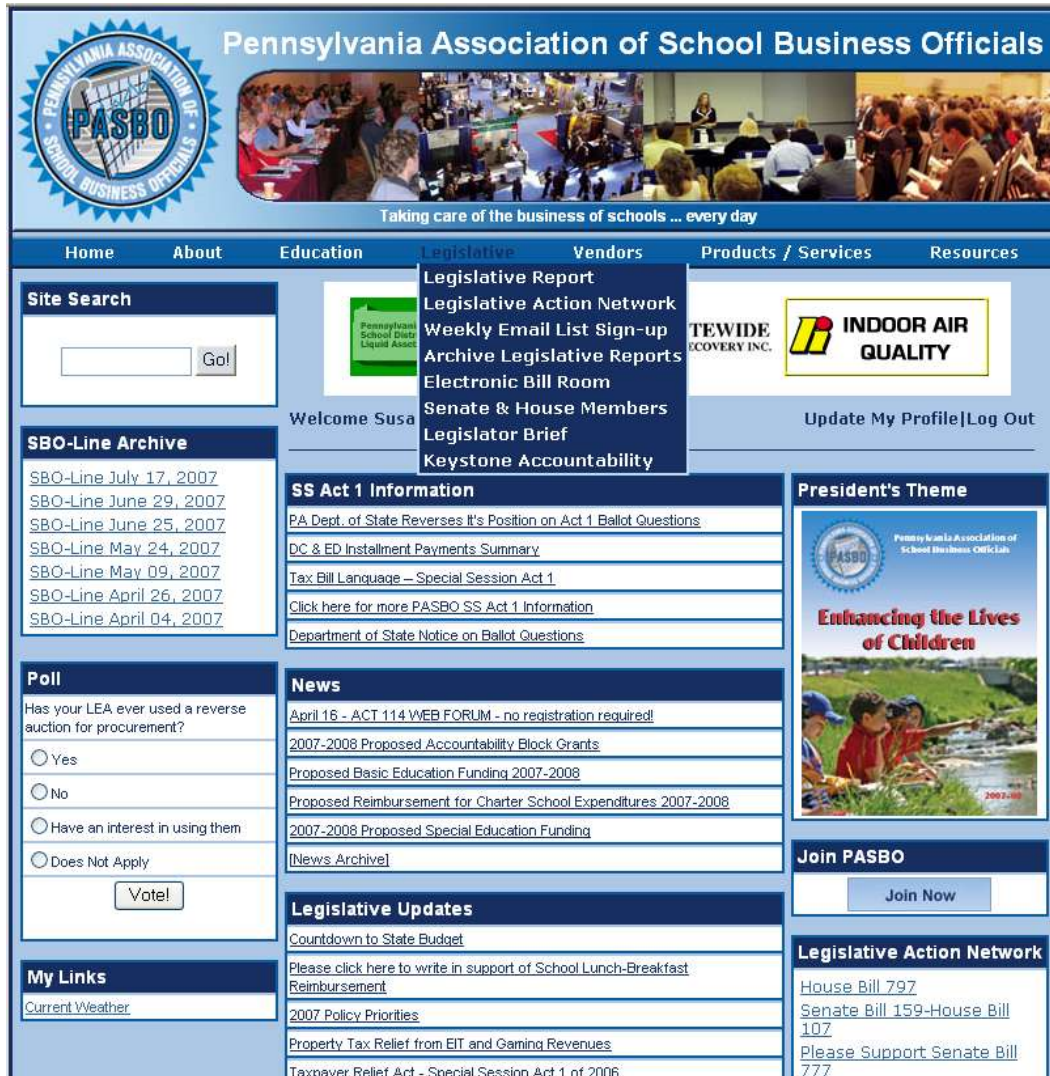 PENNSYLVANIA ASSOCIATION OF SCHOOL BUSINESS OFFICIALS
PASBO
Pennsylvania Association of School Business Officials
Taking care of the business of schools ... every day
Home About Education Legislative Vendors Products / Services Resources
Legislative Report
Legislative Action Network
Weekly Email List Sign-up
Archive Legislative Reports
Electronic Bill Room
Senate & House Members
Legislator Brief
Keystone Accountability
Site Search
Go!
School
Liquid
TEWIDE
ECOVERY INC.
INDOOR AIR
QUALITY
Welcome Susa
Update My Profile|Log Out
SBO-Line Archive
SBO-Line July 17, 2007
SBO-Line June 29, 2007
SBO-Line June 25, 2007
SBO-Line May 24, 2007
SBO-Line May 09, 2007
SBO-Line April 26, 2007
SBO-Line April 04, 2007
Poll
Has your LEA ever used a reverse
auction for procurement?
Yes
No
Have an interest in using them
Does Not Apply
Vote!
My Links
Current Weather
SS Act 1 Information
PA Dept. of State Reverses It's Position on Act 1 Ballot Questions
DC & ED Installment Payments Summary
Tax Bill Language – Special Session Act 1
Click here for more PASBO SS Act 1 Information
Department of State Notice on Ballot Questions
News
April 16 - ACT 114 WEB FORUM - no registration required!
2007-2008 Proposed Accountability Block Grants
Proposed Basic Education Funding 2007-2008
Proposed Reimbursement for Charter School Expenditures 2007-2008
2007-2008 Proposed Special Education Funding
[News Archive]
Legislative Updates
Countdown to State Budget
Please click here to write in support of School Lunch-Breakfast
Reimbursement
2007 Policy Priorities
Property Tax Relief from EIT and Gaming Revenues
Taxpayer Relief Act - Special Session Act 1 of 2006
President's Theme
PASBO
Pennsylvania Association of
School Business Officials
Enhancing the Lives
of Children
2007-08
Join PASBO
Join Now
Legislative Action Network
House Bill 797
Senate Bill 159-House Bill
107
Please Support Senate Bill
777